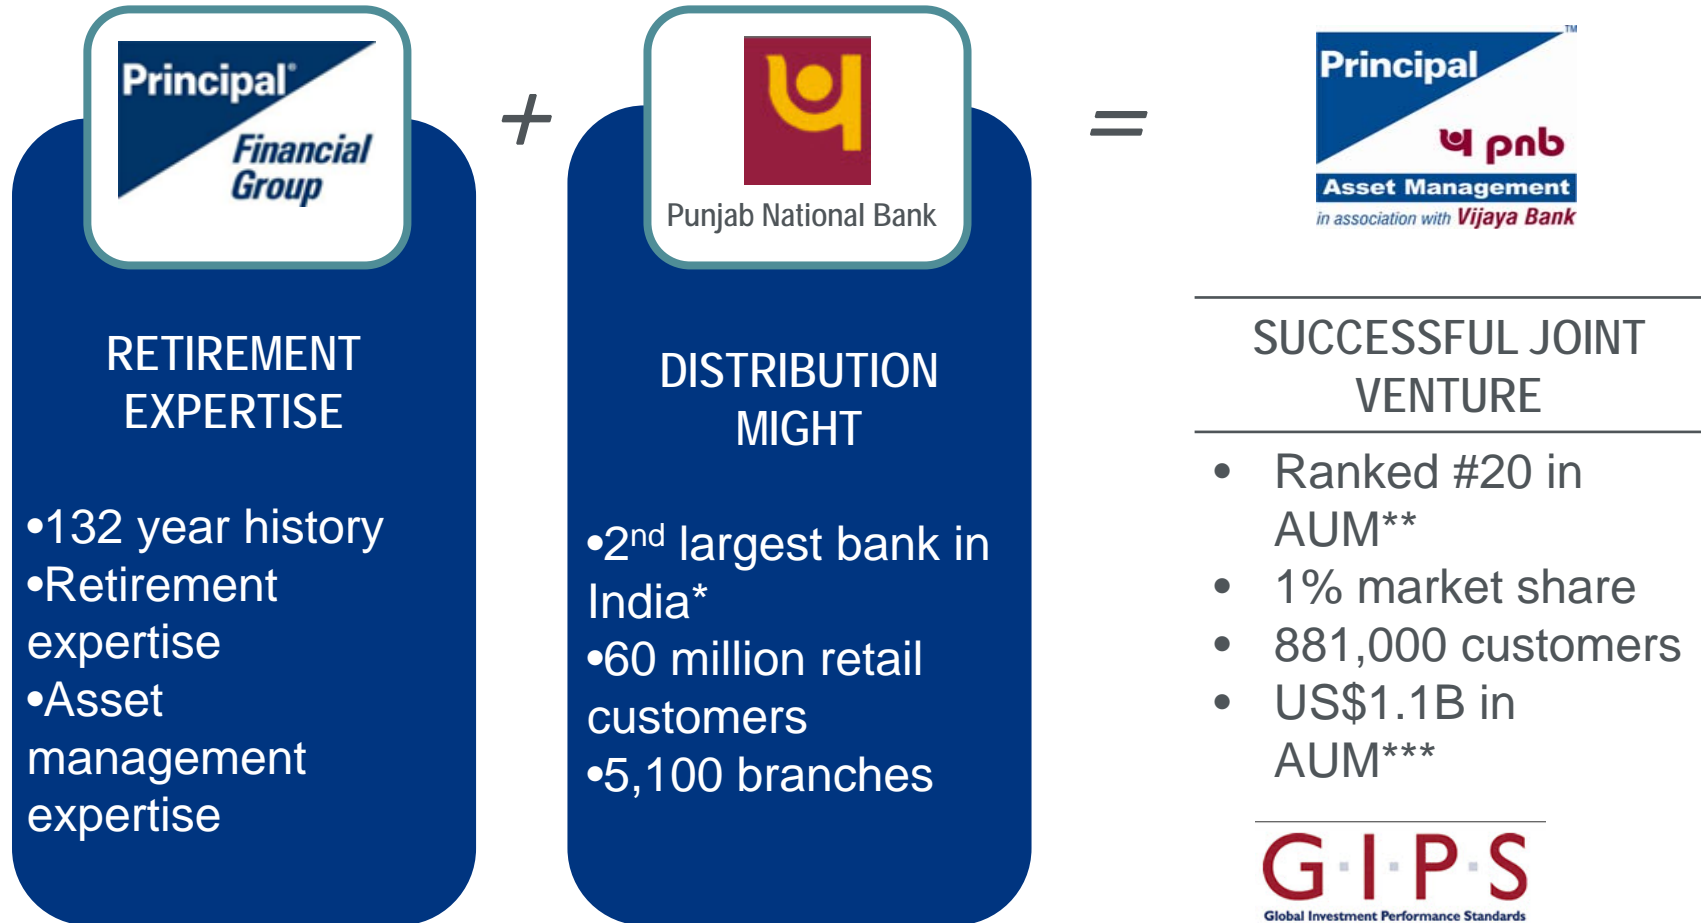 Principal®
Financial
Group
RETIREMENT
EXPERTISE
•132 year history
•Retirement
expertise
•Asset
management
expertise
+
Punjab National Bank
DISTRIBUTION
MIGHT
•2nd largest bank in
India*
•60 million retail
customers
•5,100 branches
=
Principal™
pnb
Asset Management
in association with Vijaya Bank
SUCCESSFUL JOINT
VENTURE
• Ranked #20 in
AUM**
• 1% market share
• 881,000 customers
• US$1.1B in
AUM***
G·I·P·S
Global Investment Performance Standards